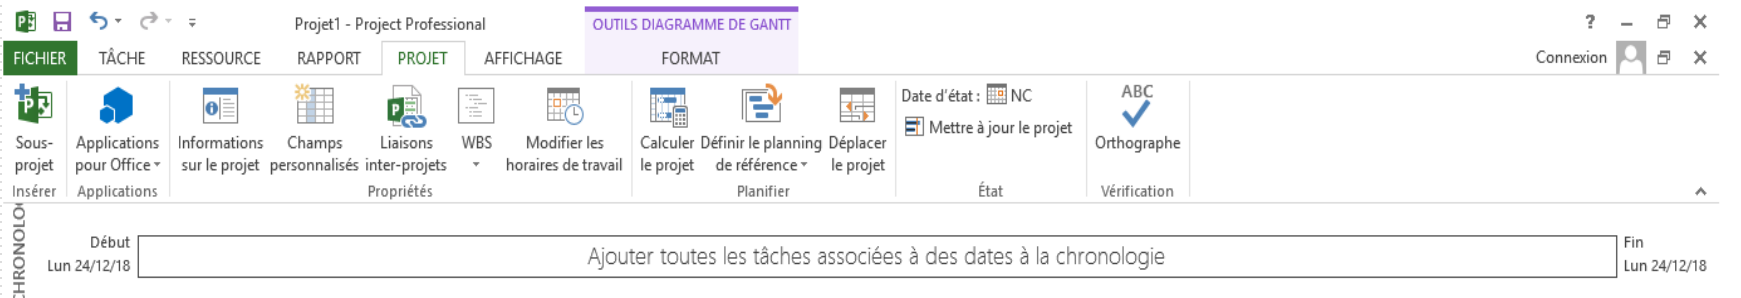 Projet1 - Project Professional
OUTILS DIAGRAMME DE GANTT
?
FICHIER TÂCHE RESSOURCE RAPPORT PROJET AFFICHAGE FORMAT
Connexion
Sous-
projet
Insérer
Applications
pour Office
Applications
Informations
sur le projet
Champs
personnalisés
Liaisons
inter-projets
WBS
Modifier les
horaires de travail
Propriétés
Calculer
le projet
Définir le planning
de référence
Déplacer
le projet
Planifier
Date d'état : NC
Mettre à jour le projet
État
ABC
Orthographe
Vérification
Début
Lun 24/12/18
Ajouter toutes les tâches associées à des dates à la chronologie
Fin
Lun 24/12/18